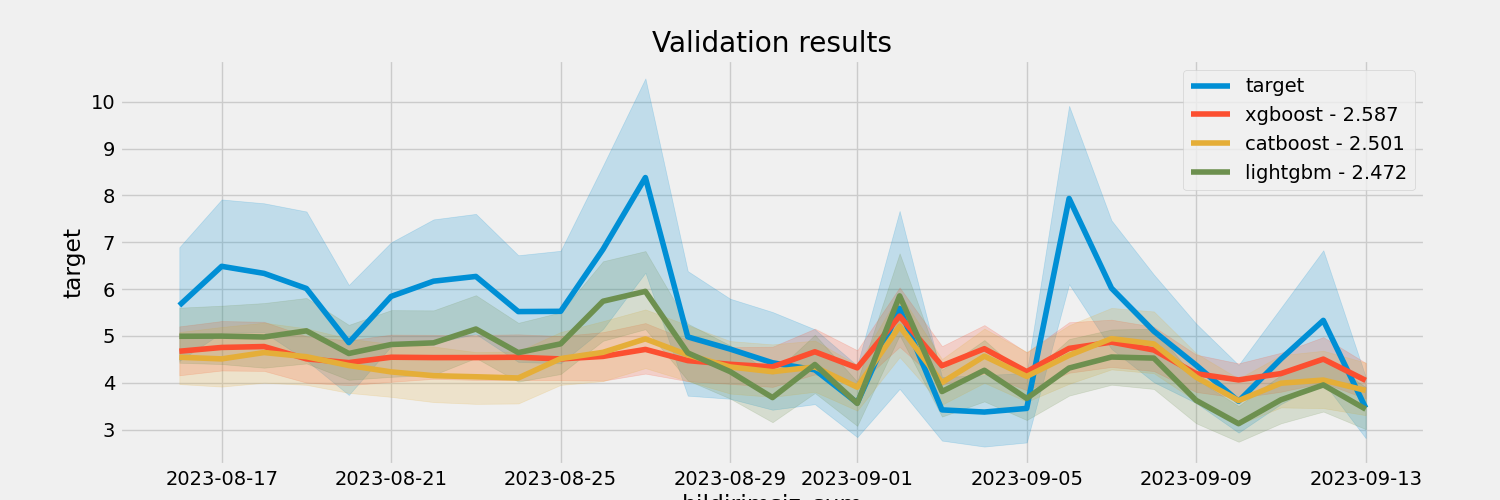 Validation results
target
10
9
8
7
6
5
4
3
target
xgboost - 2.587
catboost - 2.501
lightgbm - 2.472
2023-08-17 2023-08-21 2023-08-25 2023-08-29 2023-09-01 2023-09-05 2023-09-09 2023-09-13